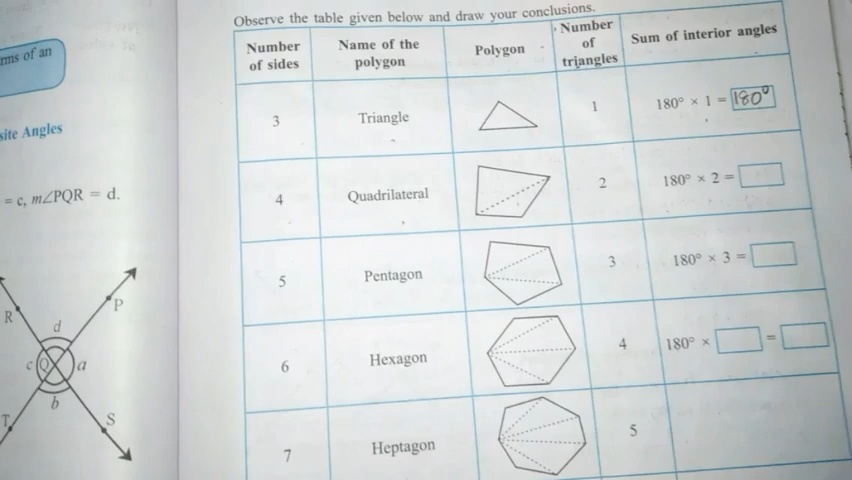 rms of an
site Angles
= c, m∠PQR = d.
R
P
d
c
Q
a
b
T
S
Observe the table given below and draw your conclusions.
Number of sides
Name of the polygon
Polygon
Number of triangles
Sum of interior angles
3
Triangle
1
180° × 1 = 180°
4
Quadrilateral
2
180° × 2 =
5
Pentagon
3
180° × 3 =
6
Hexagon
4
180° ×   =
7
Heptagon
5